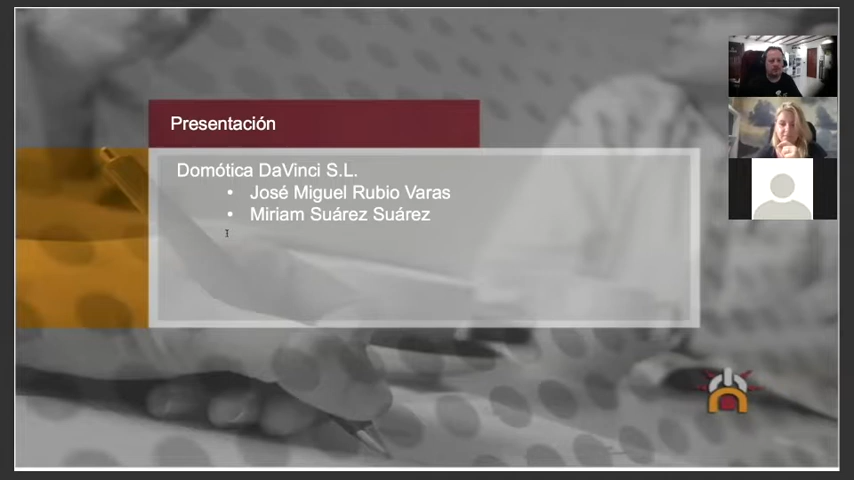 Presentación
Domótica DaVinci S.L.
• José Miguel Rubio Varas
• Miriam Suárez Suárez